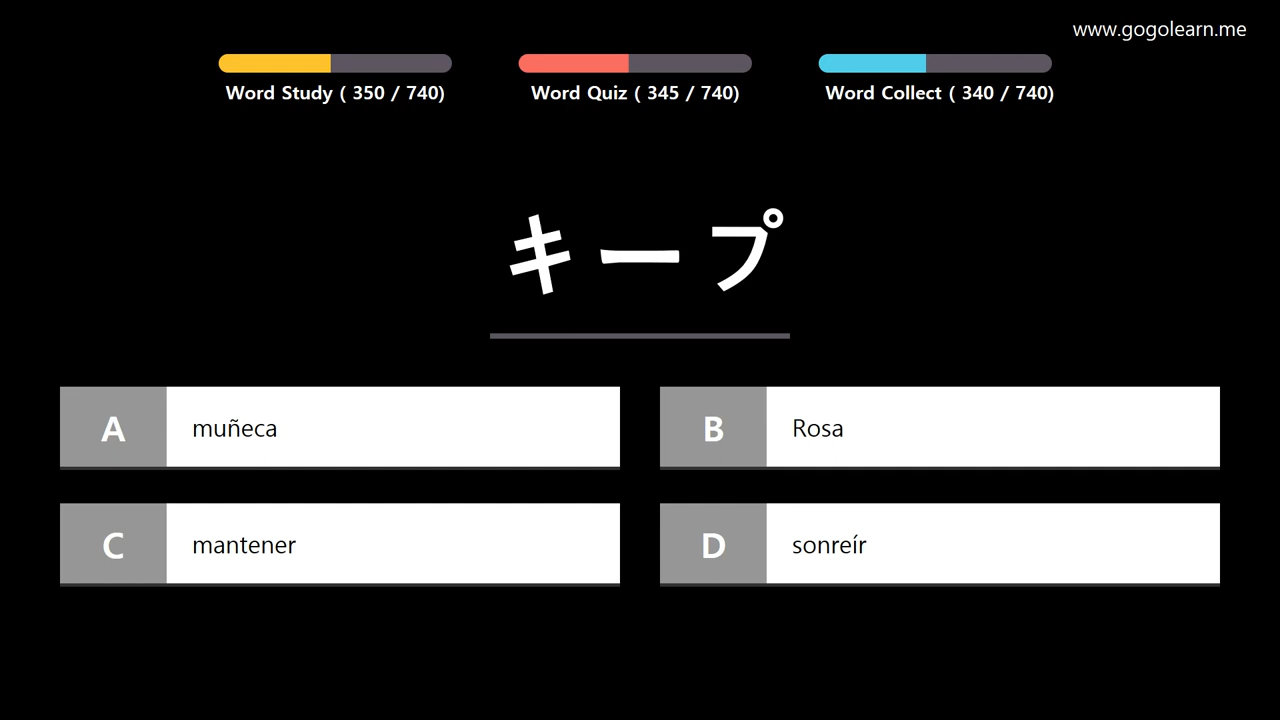 www.gogolearn.me
Word Study ( 350 / 740)
Word Quiz ( 345 / 740)
Word Collect ( 340 / 740)
キープ
A muñeca
B Rosa
C mantener
D sonreír